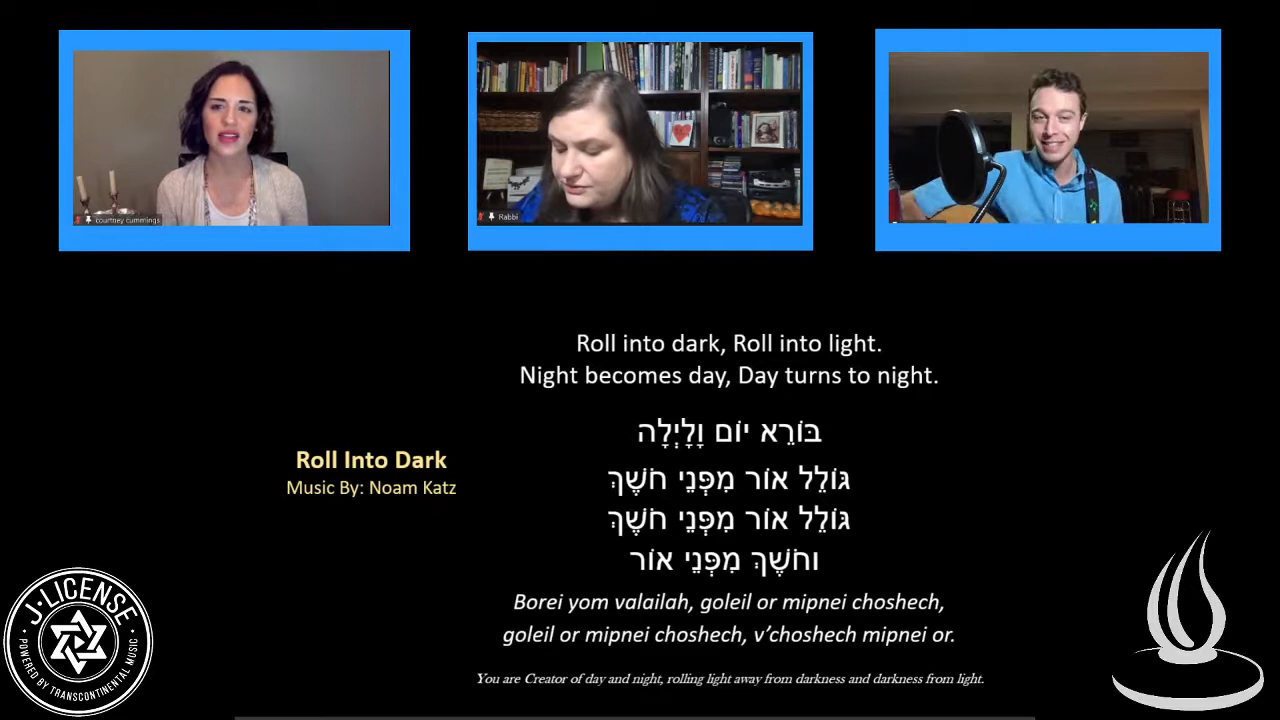 courtney cummings
Rabbi
Roll into dark, Roll into light.
Night becomes day, Day turns to night.
בּוֹרֵא יוֹם וָלָיְלָה
גּוֹלֵל אוֹר מִפְּנֵי חֹשֶׁךְ
גּוֹלֵל אוֹר מִפְּנֵי חֹשֶׁךְ
וחֹשֶׁךְ מִפְּנֵי אוֹר
Roll Into Dark
Music By: Noam Katz
Borei yom valailah, goleil or mipnei choshech,
goleil or mipnei choshech, v’choshech mipnei or.
You are Creator of day and night, rolling light away from darkness and darkness from light.
J•LICENSE
• POWERED BY TRANSCONTINENTAL MUSIC •